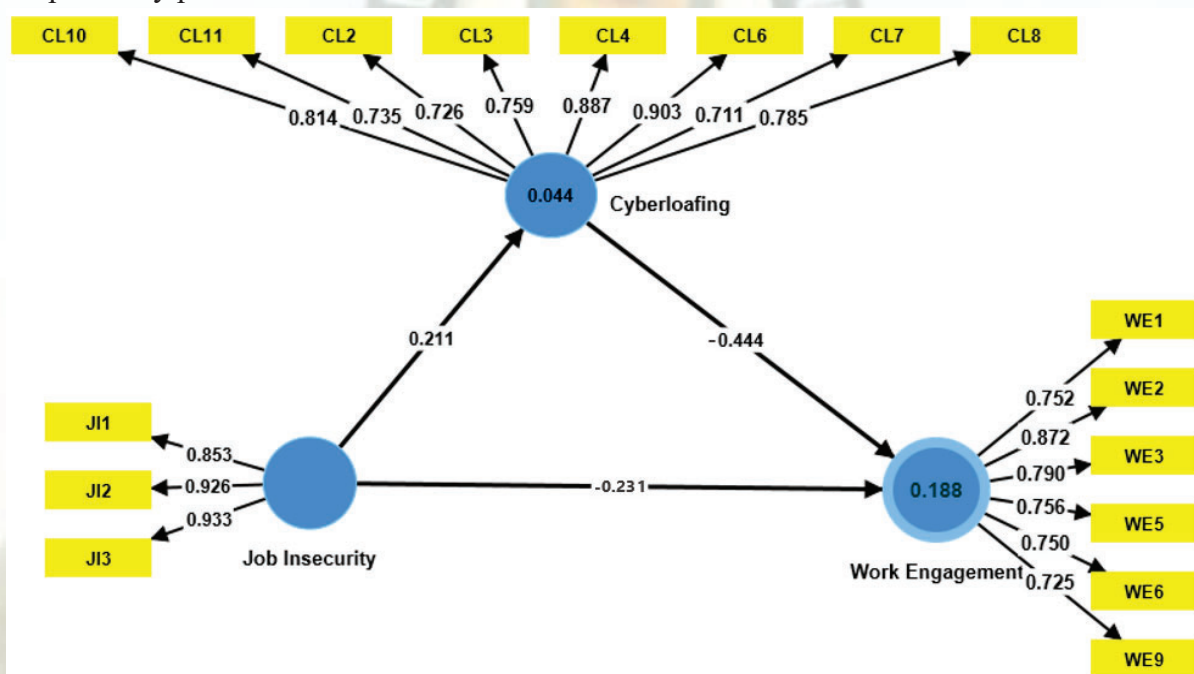 CL10 CL11 CL2 CL3 CL4 CL6 CL7 CL8
0.814 0.735 0.726 0.759 0.887 0.903 0.711 0.785
0.044
Cyberloafing
0.211
-0.444
JI1
JI2
JI3
0.853
0.926
0.933
Job Insecurity
-0.231
0.188
Work Engagement
0.752
0.872
0.790
0.756
0.750
0.725
WE1
WE2
WE3
WE5
WE6
WE9